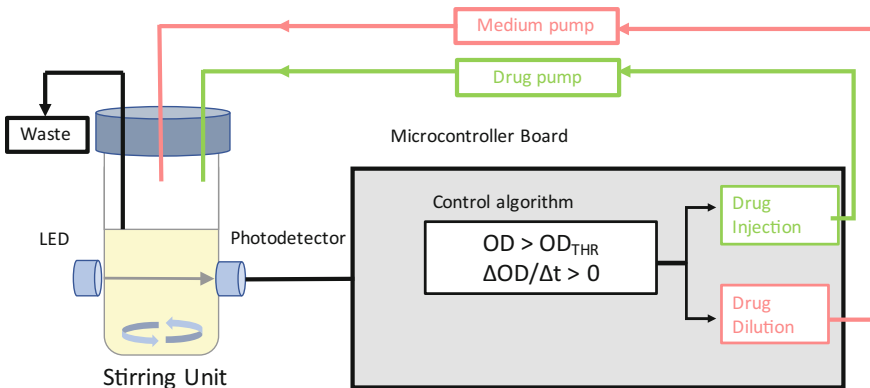 Medium pump
Drug pump
Waste
Microcontroller Board
Control algorithm
Drug
Injection
LED
Photodetector
OD > OD_THR
ΔOD/Δt > 0
Drug
Dilution
Stirring Unit